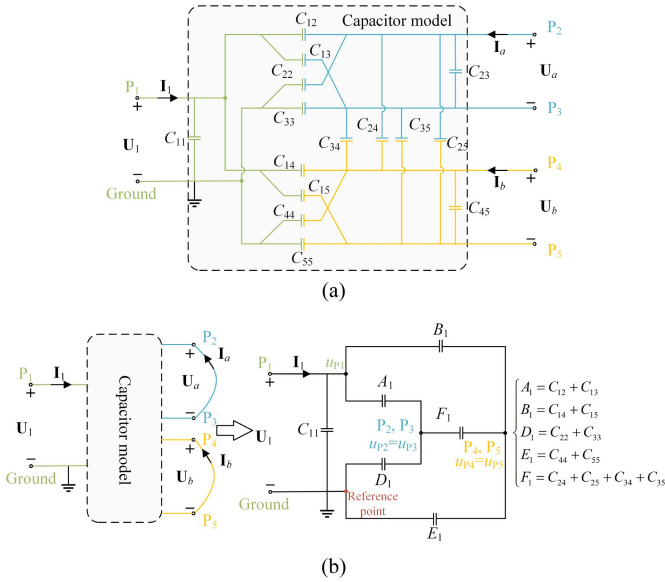 C12
Capacitor model
P2
Ia
+
C13
Ua
C22
C23
P1
I1
+
C33
−
P3
C11
C34
C24
C35
C25
U1
C14
P4
Ib
+
−
C15
Ground
C44
C45
Ub
C55
−
P5
(a)
P2
+
Ia
P1
I1
+
Capacitor model
Ua
U1
P3
−
P4
+
Ib
Ub
−
Ground
P5
−
B1
P1
I1
uP1
+
A1
F1
C11
P2, P3
uP2=uP3
P4, P5
uP4=uP5
U1
D1
−
Reference
point
Ground
E1
A1 = C12 + C13
B1 = C14 + C15
D1 = C22 + C33
E1 = C44 + C55
F1 = C24 + C25 + C34 + C35
(b)